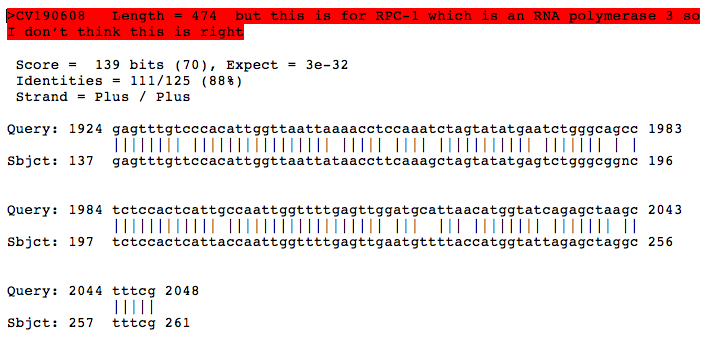 >CV190608   Length = 474  but this is for RPC-1 which is an RNA polymerase 3 so
I don't think this is right
Score =  139 bits (70), Expect = 3e-32
Identities = 111/125 (88%)
Strand = Plus / Plus
Query: 1924 gagtttgtcccacattggttaattaaaacctccaaatctagtatatgaatctgggcagcc 1983
|||||||| ||||||||||||||||| ||||| |||| ||||||||||| ||||||| | |
Sbjct: 137  gagtttgttccacattggttaattataaccttcaaagctagtatatgagtctgggcggnc 196
Query: 1984 tctccactcattgccaattggttttgagttggatgcattaacatggtatcagagctaagc 2043
|||||||||||| ||||||||||||||||| |||  ||| |||||||| ||||||| ||
Sbjct: 197  tctccactcattaccaattggttttgagttgaatgttttaccatggtattagagctaggc 256
Query: 2044 tttcg 2048
|||||
Sbjct: 257  tttcg 261